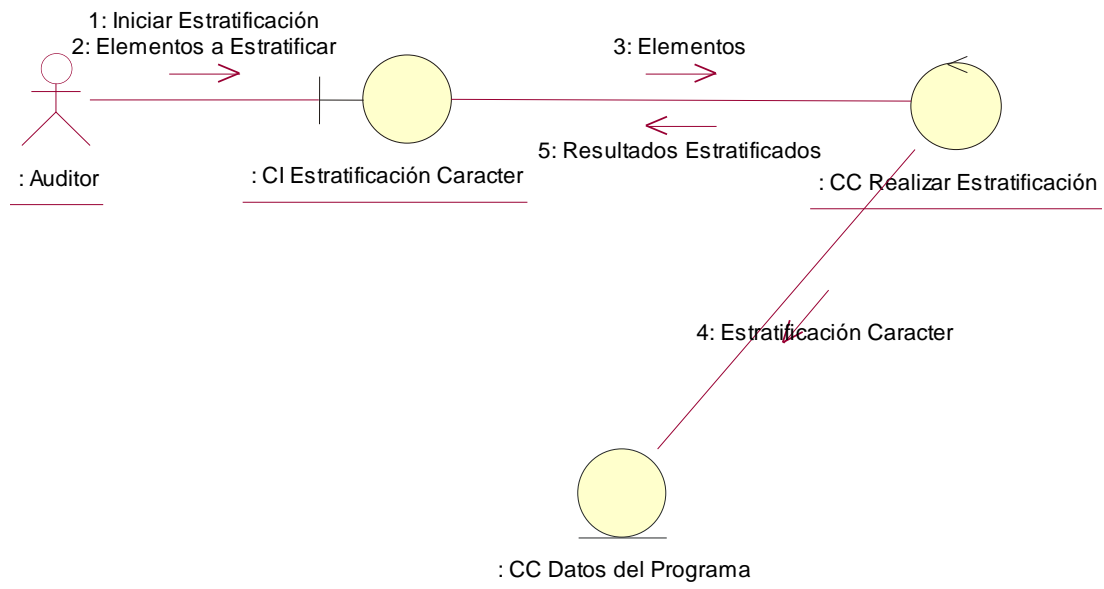 1: Iniciar Estratificación
2: Elementos a Estratificar
3: Elementos
5: Resultados Estratificados
: Auditor
: CI Estratificación Caracter
: CC Realizar Estratificación
4: Estratificación Caracter
: CC Datos del Programa